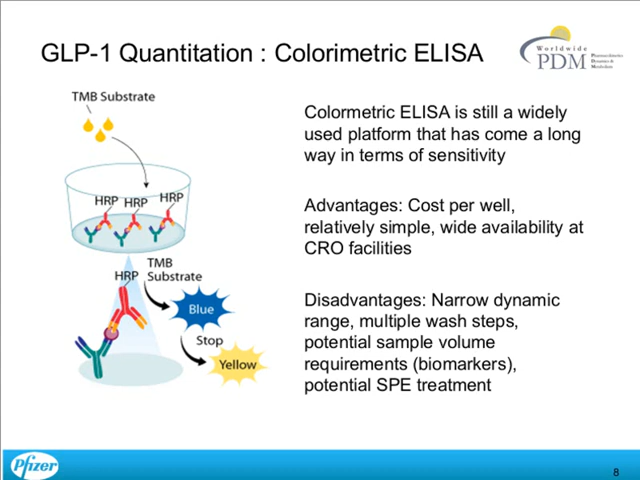 GLP-1 Quantitation : Colorimetric ELISA
Worldwide
PDM
Pharmacokinetics
Dynamics &
Metabolism
TMB Substrate
HRP
HRP
HRP
HRP
TMB
Substrate
Blue
Stop
Yellow
Colormetric ELISA is still a widely
used platform that has come a long
way in terms of sensitivity
Advantages: Cost per well,
relatively simple, wide availability at
CRO facilities
Disadvantages: Narrow dynamic
range, multiple wash steps,
potential sample volume
requirements (biomarkers),
potential SPE treatment
Pfizer
8